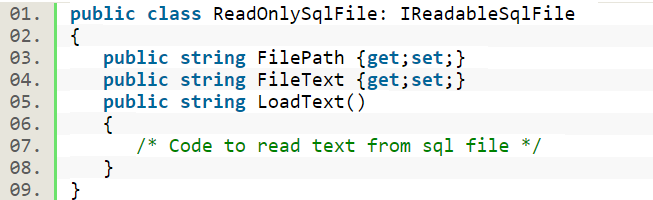 01. public class ReadOnlySqlFile: IReadableSqlFile
02. {
03.    public string FilePath {get;set;}
04.    public string FileText {get;set;}
05.    public string LoadText()
06.    {
07.       /* Code to read text from sql file */
08.    }
09. }